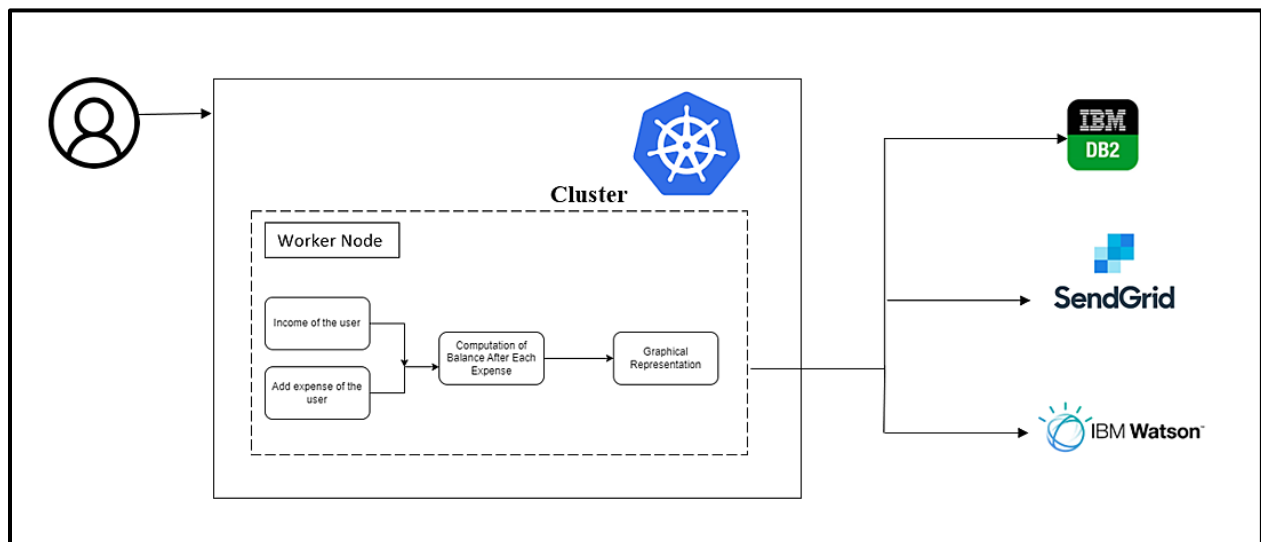 Cluster
Worker Node
Income of the user
Add expense of the
user
Computation of
Balance After Each
Expense
Graphical
Representation
IBM
DB2
SendGrid
IBM Watson™